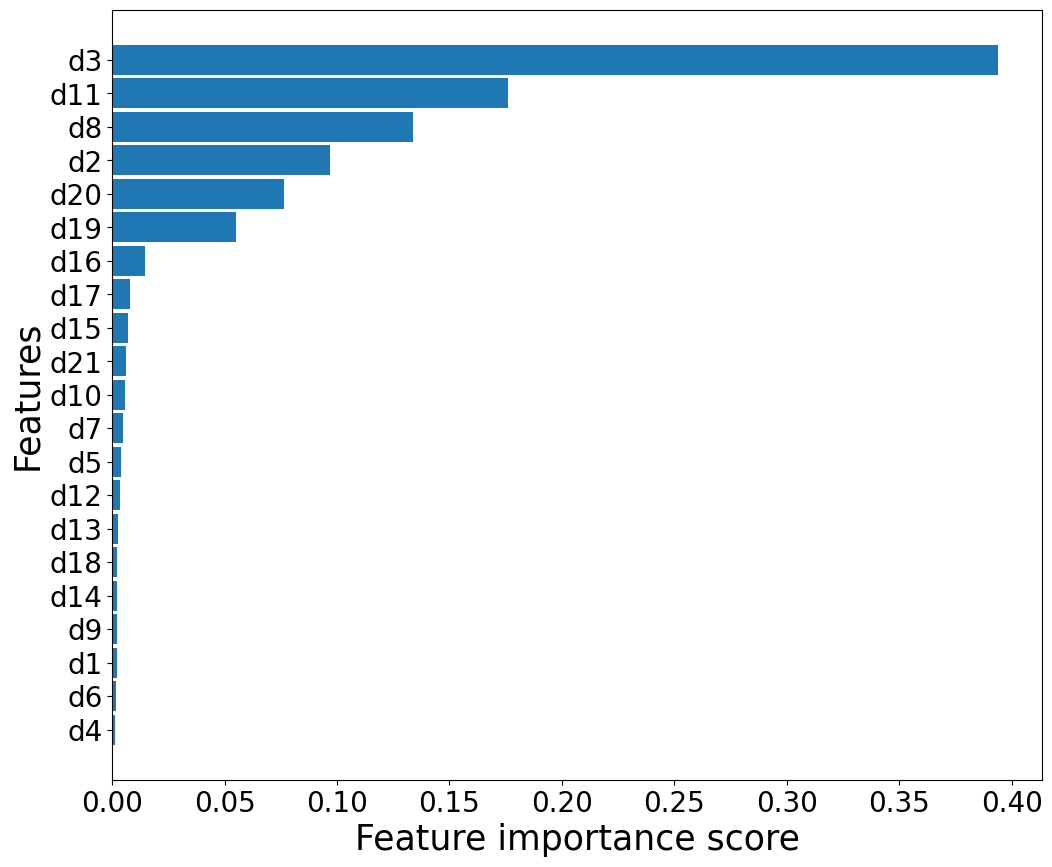 Features
d3
d11
d8
d2
d20
d19
d16
d17
d15
d21
d10
d7
d5
d12
d13
d18
d14
d9
d1
d6
d4
0.00 0.05 0.10 0.15 0.20 0.25 0.30 0.35 0.40
Feature importance score